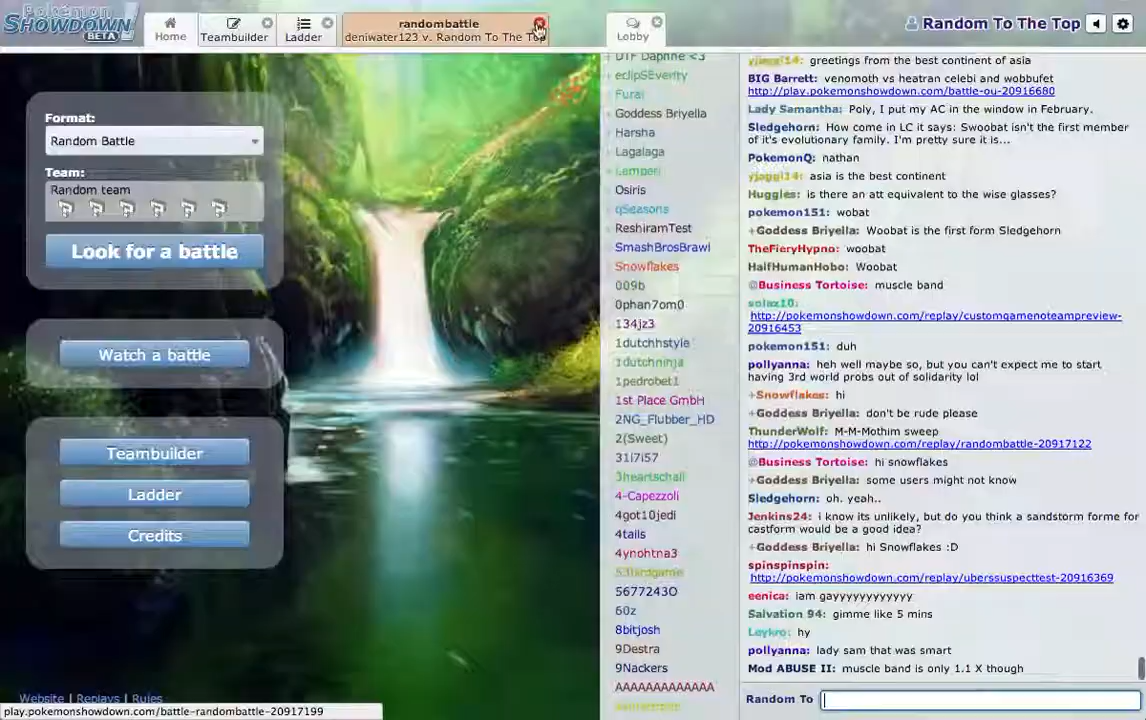 Pokémon
SHOWDOWN!
BETA
Home
Teambuilder
Ladder
randombattle
deniwater123 v. Random To The Top
Lobby
Random To The Top
Format:
Random Battle
Team:
Random team
Look for a battle
Watch a battle
Teambuilder
Ladder
Credits
Website | Replays | Rules
play.pokemonshowdown.com/battle-randombattle-20917199
DTF Daphne <3
eclipSEverity
Furai
Goddess Briyella
Harsha
Lagalaga
Lemperi
Osiris
qSeasons
ReshiramTest
SmashBrosBrawl
Snowflakes
009b
0phan7om0
134jz3
1dutchhstyle
1dutchninja
1pedrobet1
1st Place GmbH
2NG_Flubber_HD
2(Sweet)
31i7i57
3heartschall
4-Capezzoli
4got10jedi
4tails
4ynohtna3
53lirdgame
5677243O
60z
8bitjosh
9Destra
9Nackers
AAAAAAAAAAAAA
yjaggi14: greetings from the best continent of asia
BIG Barrett: venomoth vs heatran celebi and wobbufet
http://play.pokemonshowdown.com/battle-ou-20916680
Lady Samantha: Poly, I put my AC in the window in February.
Sledgehorn: How come in LC it says: Swoobat isn't the first member
of it's evolutionary family. I'm pretty sure it is...
PokemonQ: nathan
yjaggi14: asia is the best continent
Huggles: is there an att equivalent to the wise glasses?
pokemon151: wobat
+Goddess Briyella: Woobat is the first form Sledgehorn
TheFieryHypno: woobat
HalfHumanHobo: Woobat
@Business Tortoise: muscle band
solaz10:
http://pokemonshowdown.com/replay/customgamenoteampreview-
20916453
pokemon151: duh
pollyanna: heh well maybe so, but you can't expect me to start
having 3rd world probs out of solidarity lol
+Snowflakes: hi
+Goddess Briyella: don't be rude please
ThunderWolf: M-M-Mothim sweep
http://pokemonshowdown.com/replay/randombattle-20917122
@Business Tortoise: hi snowflakes
+Goddess Briyella: some users might not know
Sledgehorn: oh. yeah..
Jenkins24: i know its unlikely, but do you think a sandstorm forme for
castform would be a good idea?
+Goddess Briyella: hi Snowflakes :D
spinspinspin:
http://pokemonshowdown.com/replay/uberssuspecttest-20916369
eenica: iam gayyyyyyyyyyyy
Salvation 94: gimme like 5 mins
Leykro: hy
pollyanna: lady sam that was smart
Mod ABUSE II: muscle band is only 1.1 X though
Random To